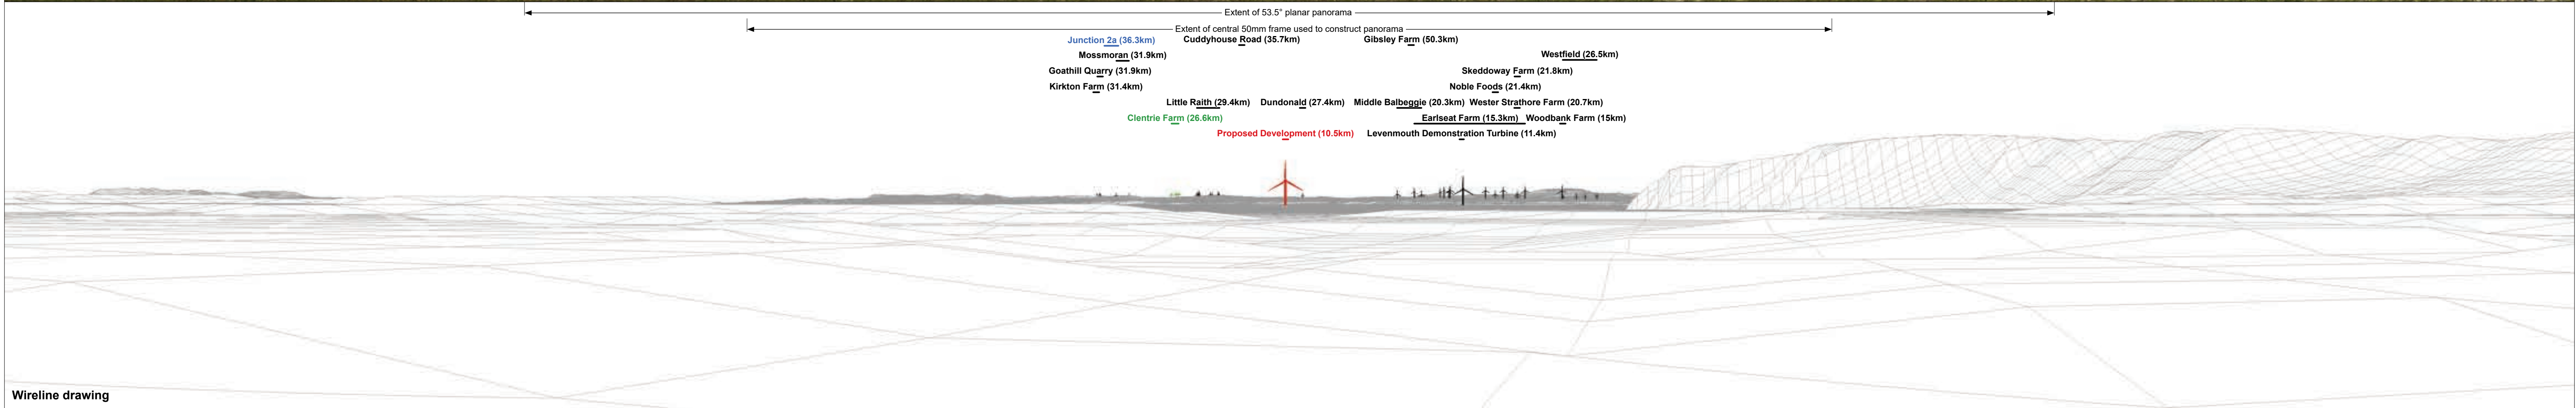 Extent of 53.5° planar panorama
Extent of central 50mm frame used to construct panorama
Junction 2a (36.3km) Cuddyhouse Road (35.7km) Gibsley Farm (50.3km)
Mossmoran (31.9km) Westfield (26.5km)
Goathill Quarry (31.9km) Skeddoway Farm (21.8km)
Kirkton Farm (31.4km) Noble Foods (21.4km)
Little Raith (29.4km) Dundonald (27.4km) Middle Balbeggie (20.3km) Wester Strathore Farm (20.7km)
Clentrie Farm (26.6km) Earlseat Farm (15.3km) Woodbank Farm (15km)
Proposed Development (10.5km) Levenmouth Demonstration Turbine (11.4km)
Wireline drawing